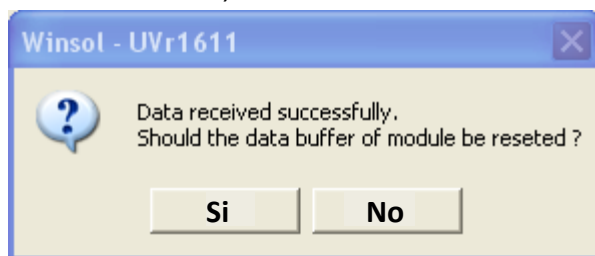 Winsol - UVr1611
Data received successfully.
Should the data buffer of module be reseted ?
Si No